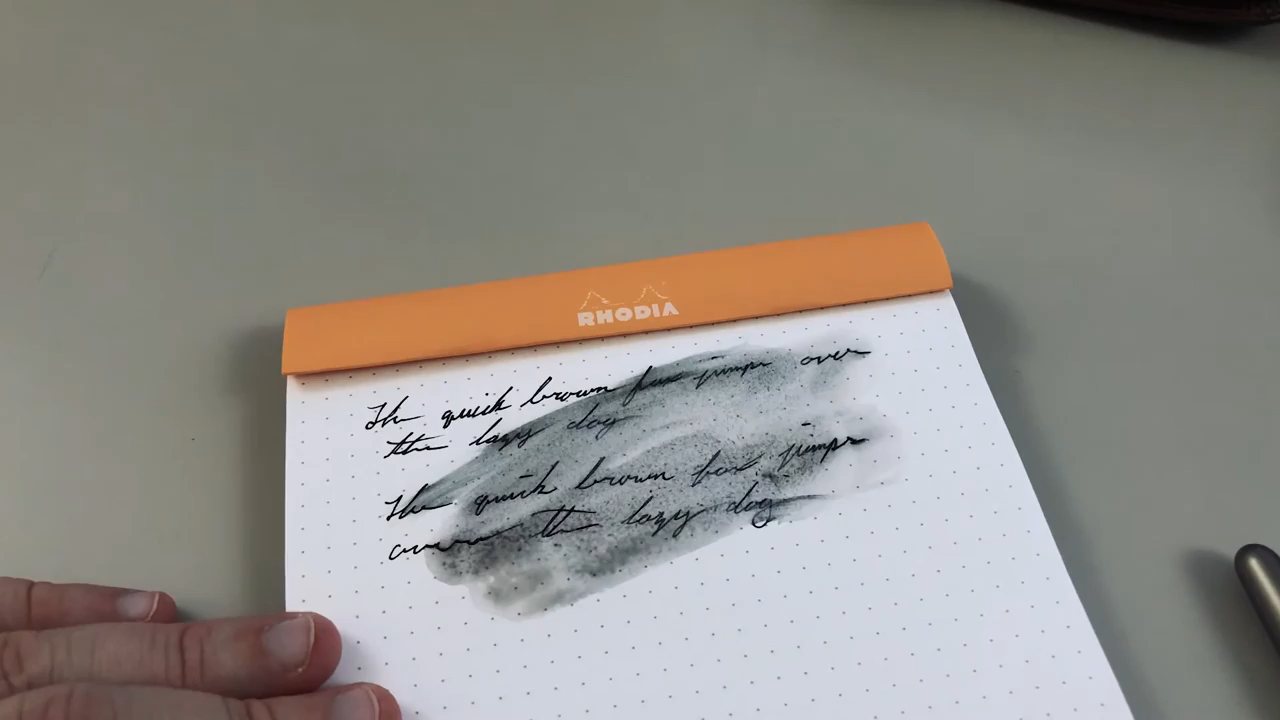 RHODIA
The quick brown fox jumps over
the lazy dog
The quick brown fox jumps
over the lazy dog